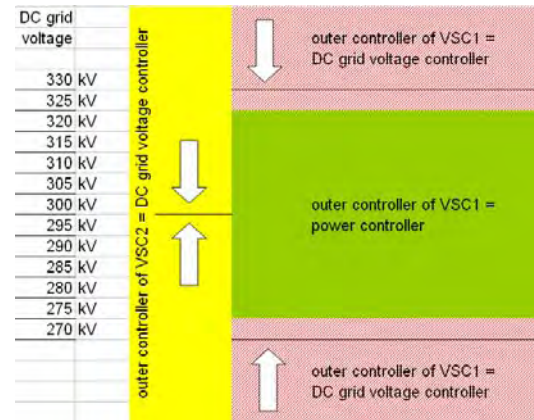 DC grid
voltage
330 kV
325 kV
320 kV
315 kV
310 kV
305 kV
300 kV
295 kV
290 kV
285 kV
280 kV
275 kV
270 kV
outer controller of VSC2 = DC grid voltage controller
outer controller of VSC1 =
DC grid voltage controller
outer controller of VSC1 =
power controller
outer controller of VSC1 =
DC grid voltage controller